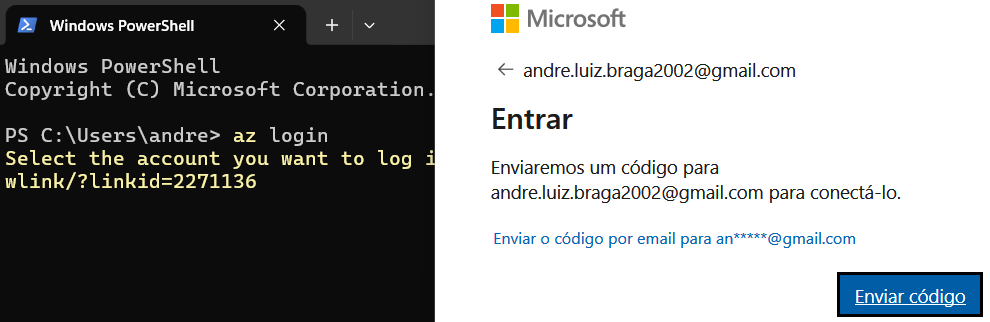 Windows PowerShell
Windows PowerShell
Copyright (C) Microsoft Corporation.
PS C:\Users\andre> az login
Select the account you want to log i
wlink/?linkid=2271136
Microsoft
andre.luiz.braga2002@gmail.com
Entrar
Enviaremos um código para
andre.luiz.braga2002@gmail.com para conectá-lo.
Enviar o código por email para an*****@gmail.com
Enviar código